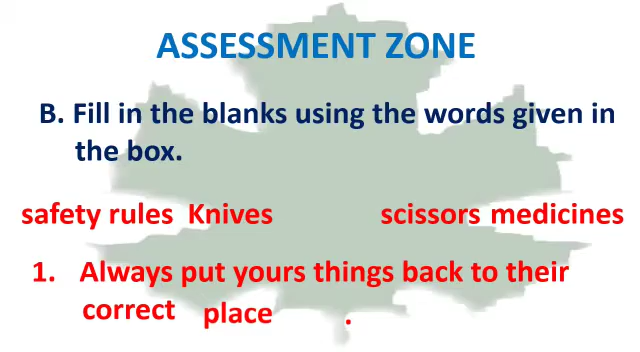 ASSESSMENT ZONE
B. Fill in the blanks using the words given in
the box.
safety rules Knives scissors medicines
1. Always put yours things back to their
correct place .